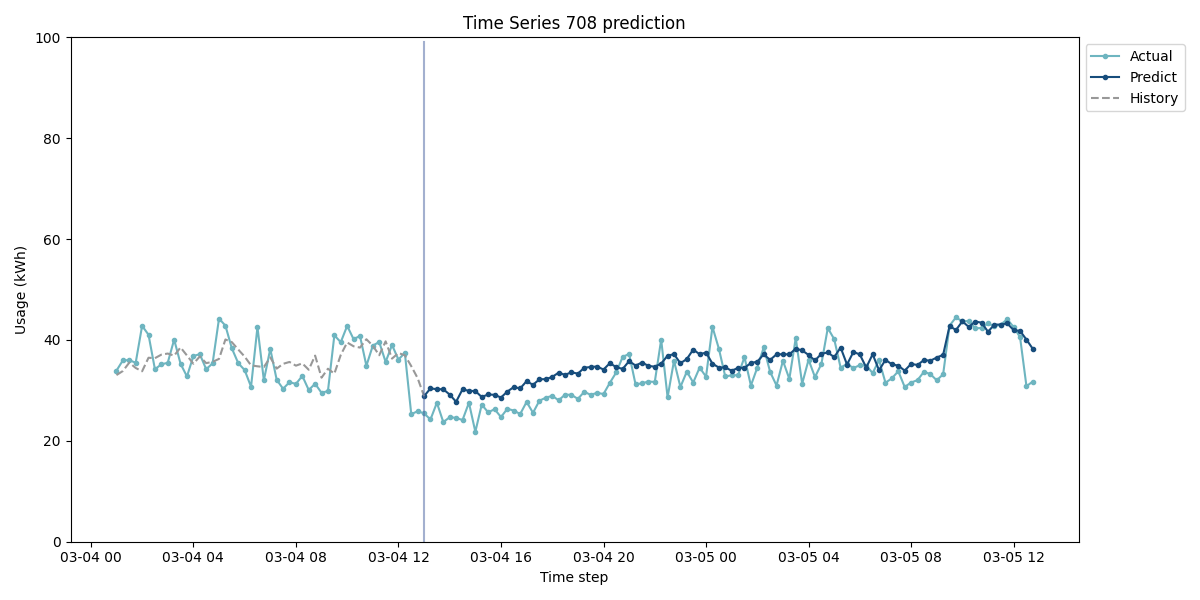 Time Series 708 prediction
100
80
60
40
20
0
Usage (kWh)
03-04 00
03-04 04
03-04 08
03-04 12
03-04 16
03-04 20
03-05 00
03-05 04
03-05 08
03-05 12
Time step
Actual
Predict
History